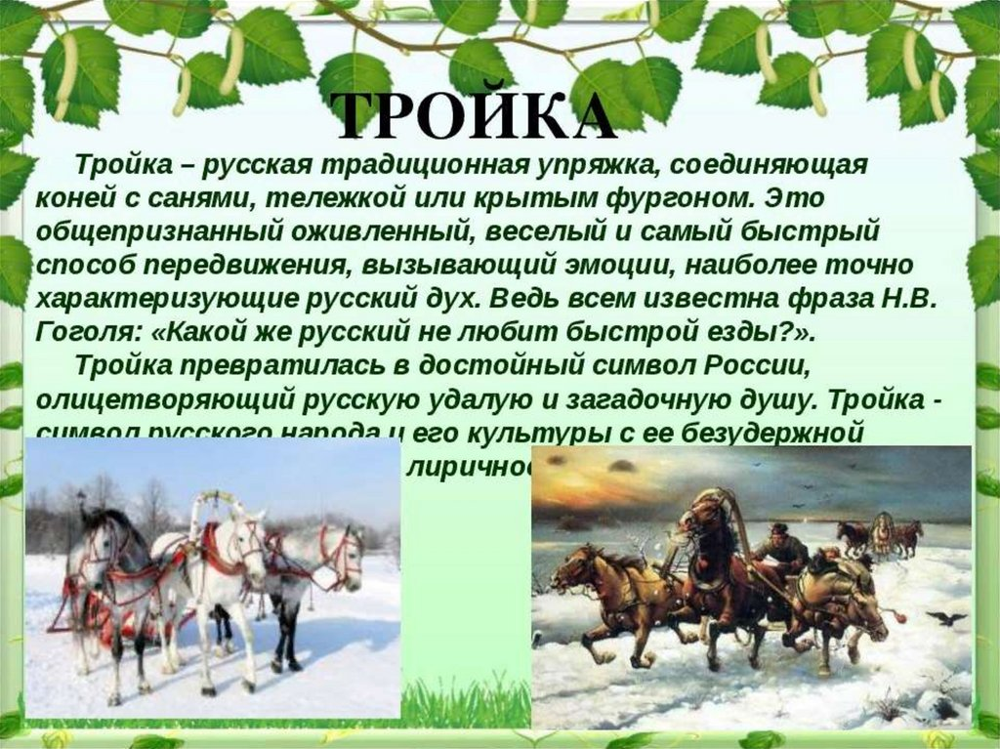 ТРОЙКА
Тройка – русская традиционная упряжка, соединяющая
коней с санями, тележкой или крытым фургоном. Это
общепризнанный оживленный, веселый и самый быстрый
способ передвижения, вызывающий эмоции, наиболее точно
характеризующие русский дух. Ведь всем известна фраза Н.В.
Гоголя: «Какой же русский не любит быстрой езды?».
Тройка превратилась в достойный символ России,
олицетворяющий русскую удалую и загадочную душу. Тройка -
символ русского народа и его культуры с ее безудержной